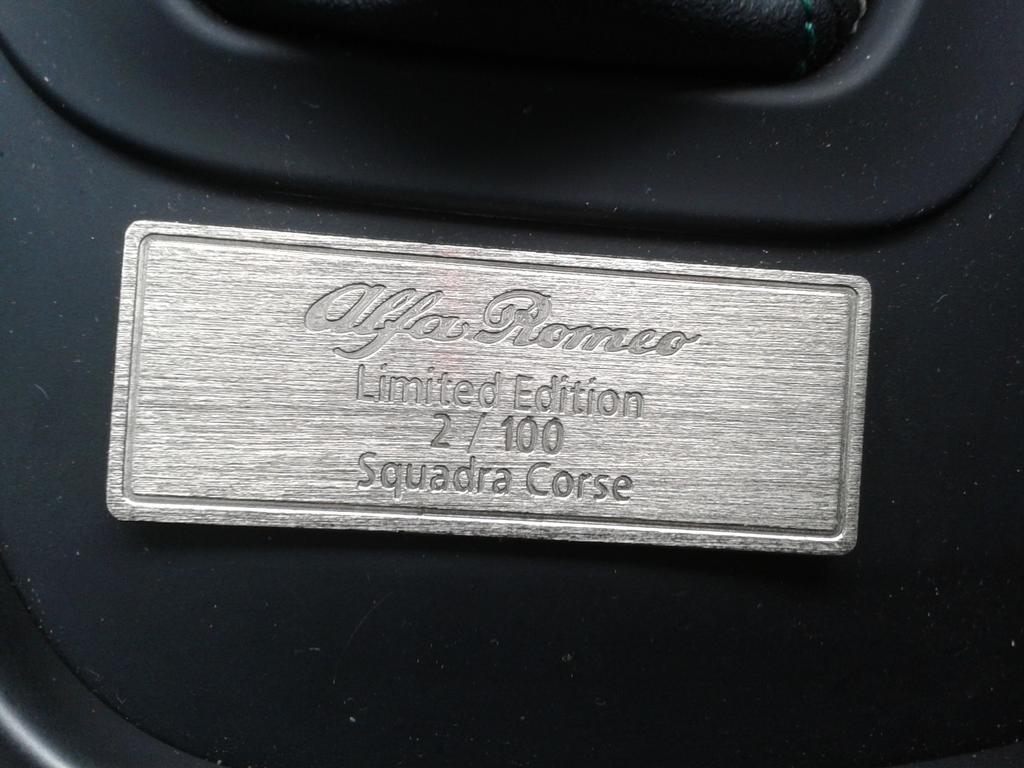 Alfa Romeo
Limited Edition
2 / 100
Squadra Corse